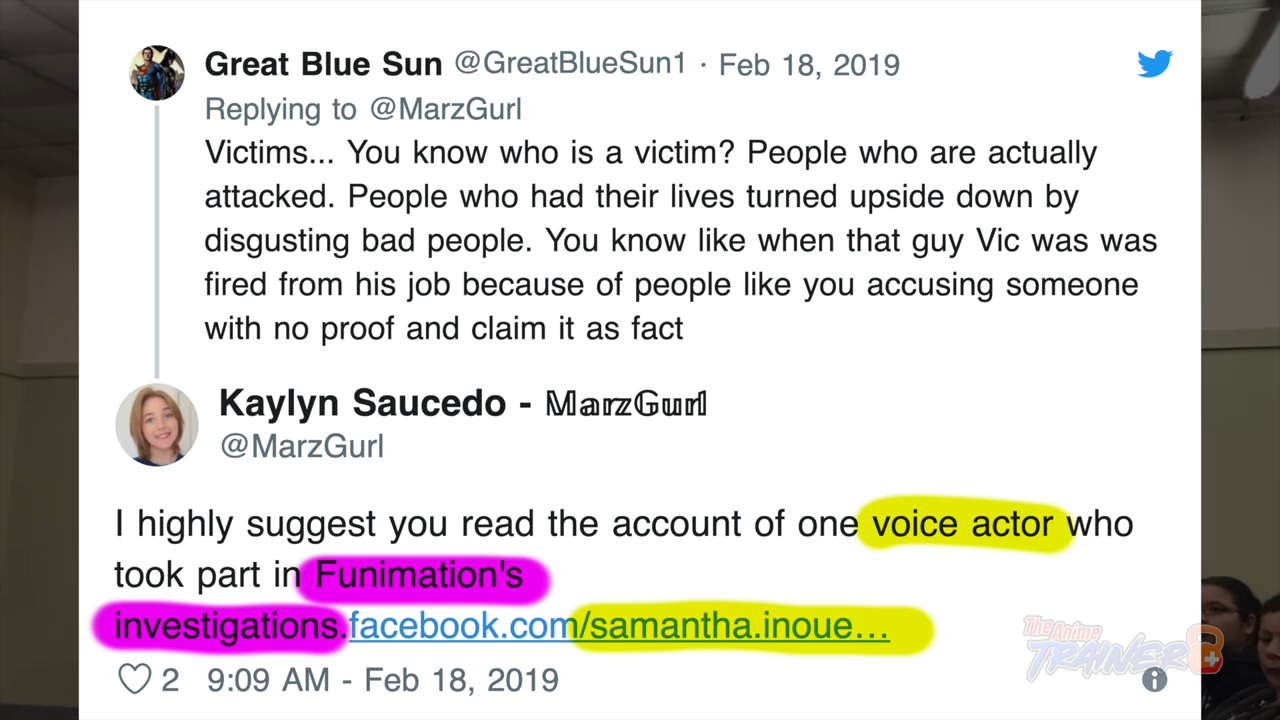 Great Blue Sun @GreatBlueSun1 · Feb 18, 2019
Replying to @MarzGurl
Victims... You know who is a victim? People who are actually
attacked. People who had their lives turned upside down by
disgusting bad people. You know like when that guy Vic was was
fired from his job because of people like you accusing someone
with no proof and claim it as fact
Kaylyn Saucedo - 𝕄𝕒𝕣𝕫𝔾𝕦𝕣𝕝
@MarzGurl
I highly suggest you read the account of one voice actor who
took part in Funimation's
investigations.facebook.com/samantha.inoue…
2 9:09 AM - Feb 18, 2019
The Anime
TRAINER